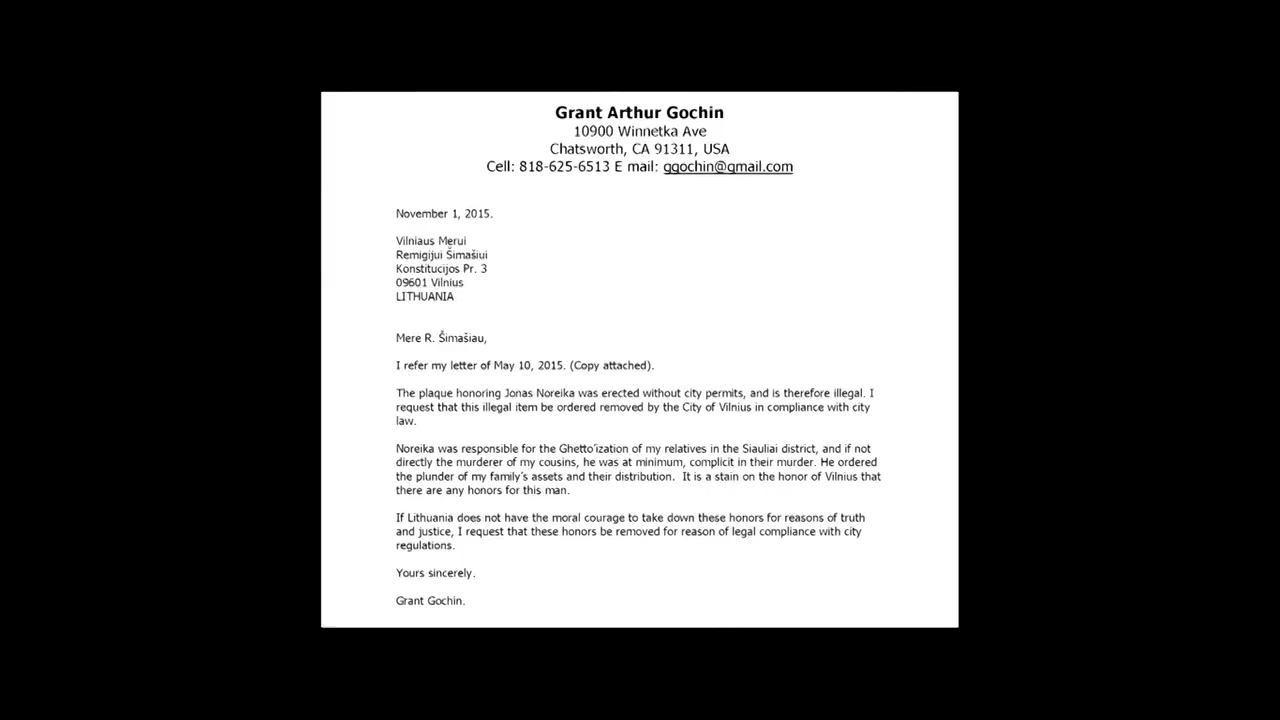 Grant Arthur Gochin
10900 Winnetka Ave
Chatsworth, CA 91311, USA
Cell: 818-625-6513 E mail: ggochin@gmail.com
November 1, 2015.
Vilniaus Merui
Remigijui Šimašiui
Konstitucijos Pr. 3
09601 Vilnius
LITHUANIA
Mere R. Šimašiau,
I refer my letter of May 10, 2015. (Copy attached).
The plaque honoring Jonas Noreika was erected without city permits, and is therefore illegal. I
request that this illegal item be ordered removed by the City of Vilnius in compliance with city
law.
Noreika was responsible for the Ghetto´ization of my relatives in the Siauliai district, and if not
directly the murderer of my cousins, he was at minimum, complicit in their murder. He ordered
the plunder of my family´s assets and their distribution.  It is a stain on the honor of Vilnius that
there are any honors for this man.
If Lithuania does not have the moral courage to take down these honors for reasons of truth
and justice, I request that these honors be removed for reason of legal compliance with city
regulations.
Yours sincerely.
Grant Gochin.